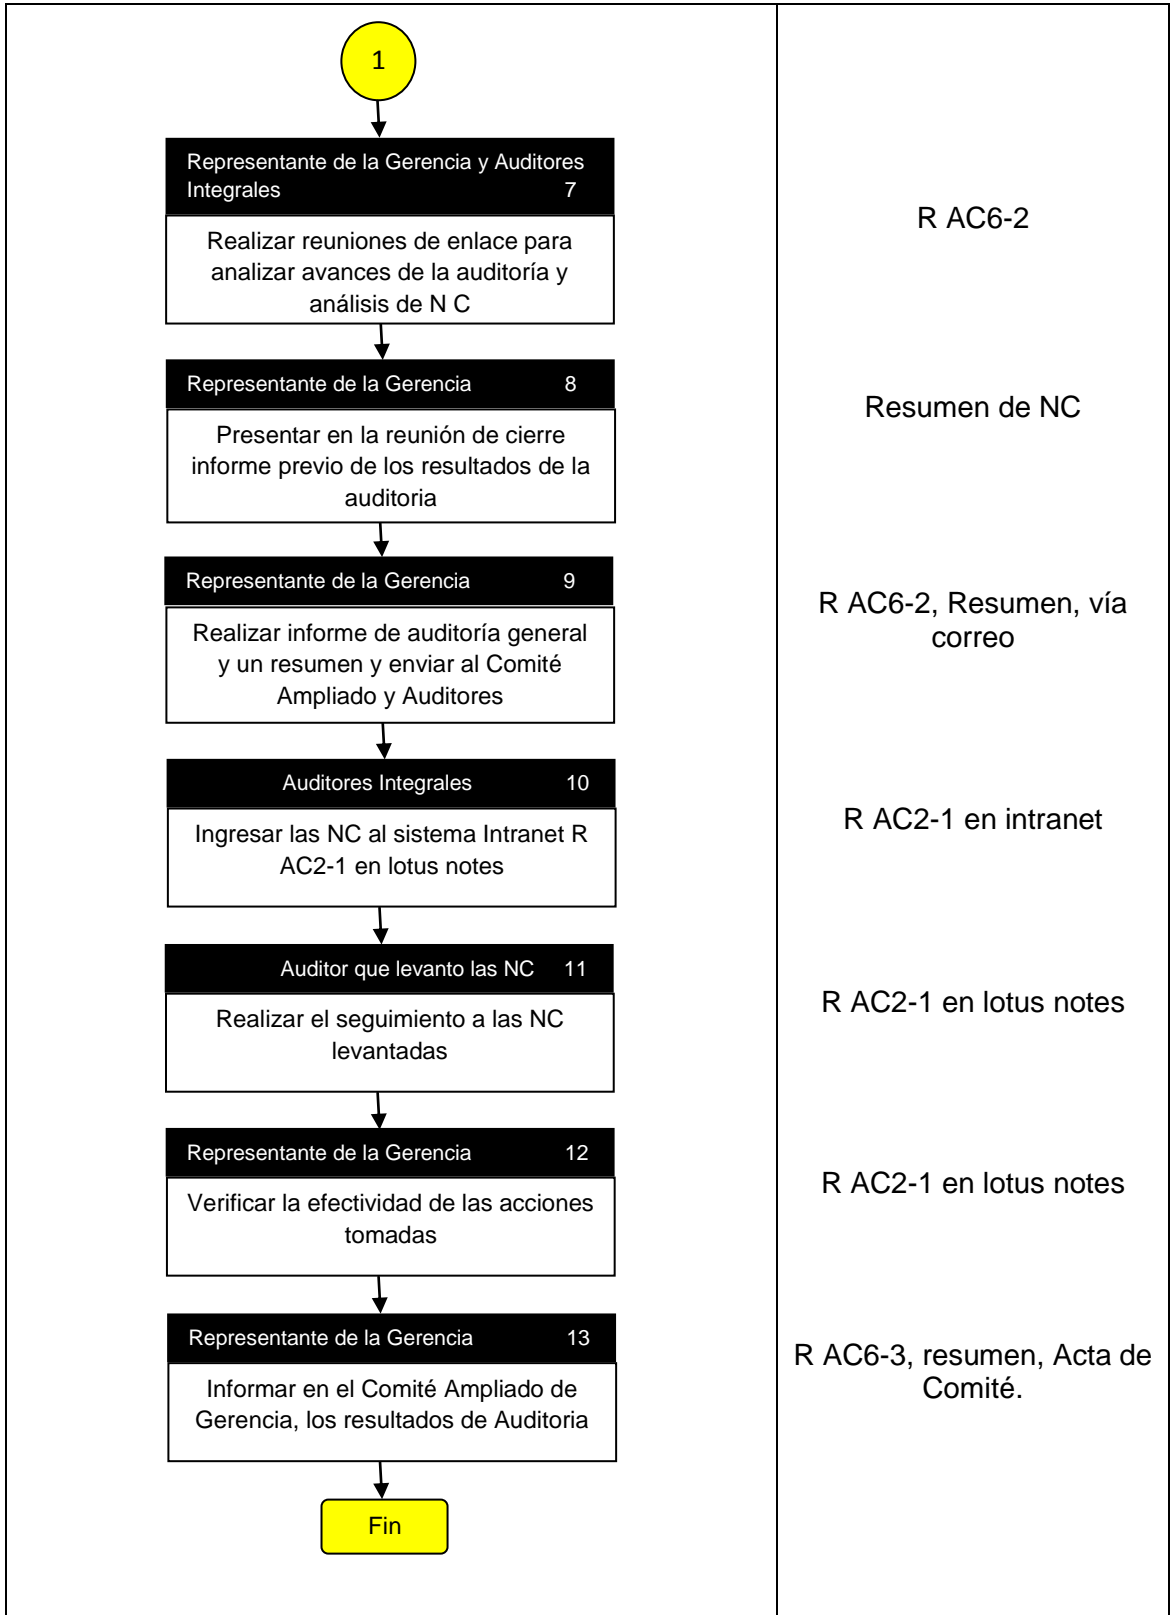 1
Representante de la Gerencia y Auditores
Integrales 7
Realizar reuniones de enlace para
analizar avances de la auditoría y
análisis de N C
R AC6-2
Representante de la Gerencia 8
Presentar en la reunión de cierre
informe previo de los resultados de la
auditoria
Resumen de NC
Representante de la Gerencia 9
Realizar informe de auditoría general
y un resumen y enviar al Comité
Ampliado y Auditores
R AC6-2, Resumen, vía
correo
Auditores Integrales 10
Ingresar las NC al sistema Intranet R
AC2-1 en lotus notes
R AC2-1 en intranet
Auditor que levanto las NC 11
Realizar el seguimiento a las NC
levantadas
R AC2-1 en lotus notes
Representante de la Gerencia 12
Verificar la efectividad de las acciones
tomadas
R AC2-1 en lotus notes
Representante de la Gerencia 13
Informar en el Comité Ampliado de
Gerencia, los resultados de Auditoria
R AC6-3, resumen, Acta de
Comité.
Fin